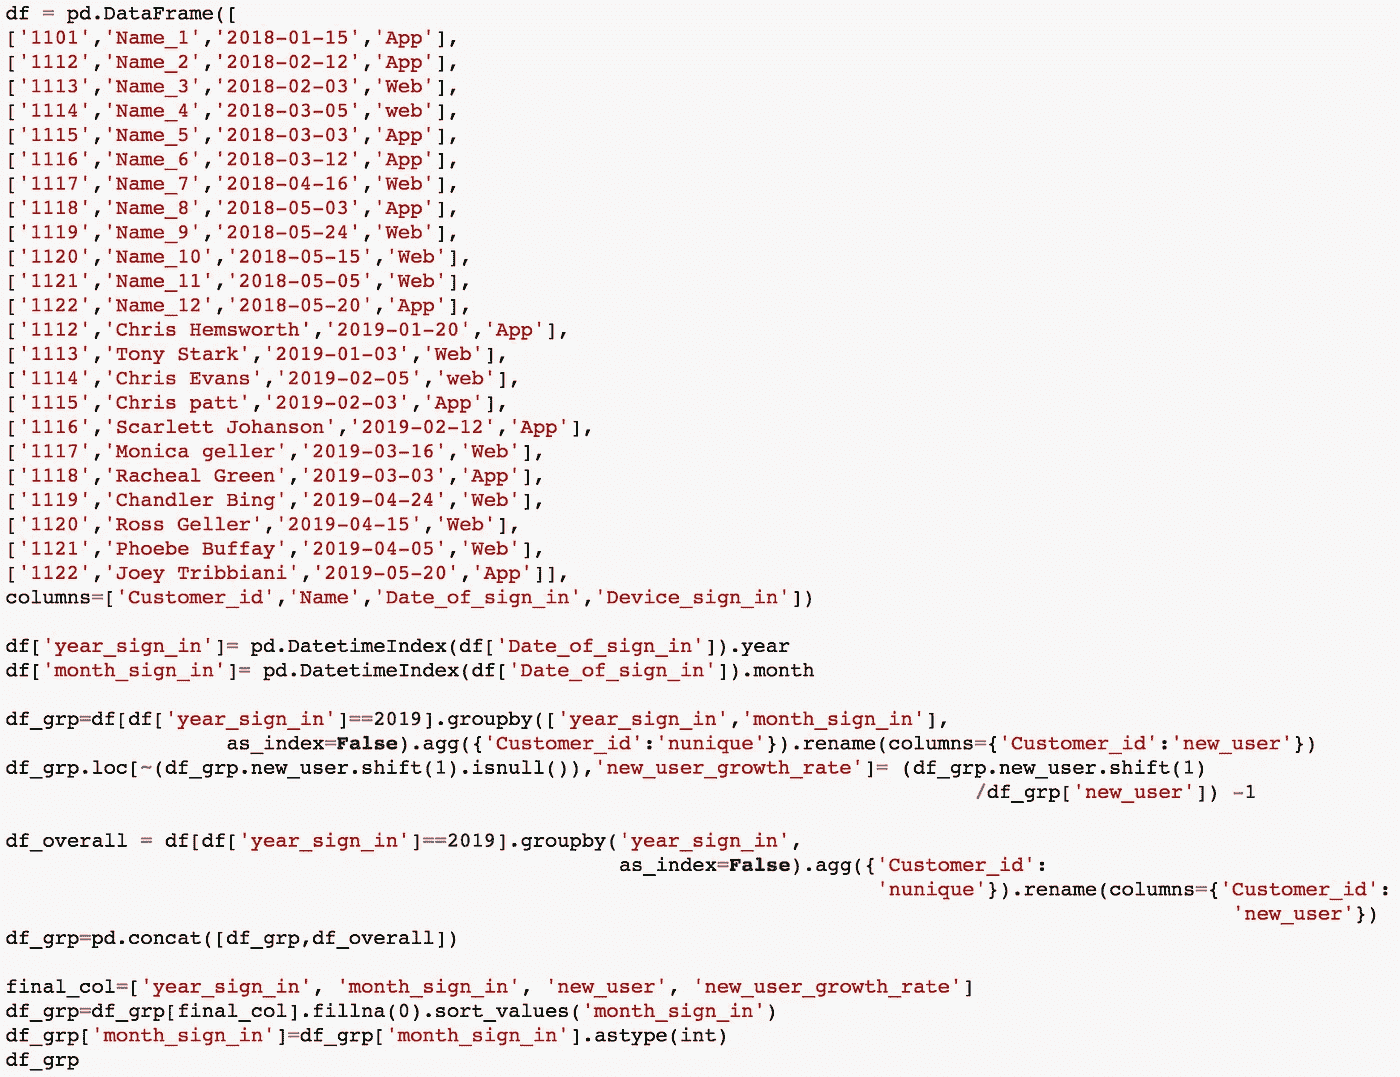 df = pd.DataFrame([
['1101','Name_1','2018-01-15','App'],
['1112','Name_2','2018-02-12','App'],
['1113','Name_3','2018-02-03','Web'],
['1114','Name_4','2018-03-05','web'],
['1115','Name_5','2018-03-03','App'],
['1116','Name_6','2018-03-12','App'],
['1117','Name_7','2018-04-16','Web'],
['1118','Name_8','2018-05-03','App'],
['1119','Name_9','2018-05-24','Web'],
['1120','Name_10','2018-05-15','Web'],
['1121','Name_11','2018-05-05','Web'],
['1122','Name_12','2018-05-20','App'],
['1112','Chris Hemsworth','2019-01-20','App'],
['1113','Tony Stark','2019-01-03','Web'],
['1114','Chris Evans','2019-02-05','web'],
['1115','Chris patt','2019-02-03','App'],
['1116','Scarlett Johanson','2019-02-12','App'],
['1117','Monica geller','2019-03-16','Web'],
['1118','Racheal Green','2019-03-03','App'],
['1119','Chandler Bing','2019-04-24','Web'],
['1120','Ross Geller','2019-04-15','Web'],
['1121','Phoebe Buffay','2019-04-05','Web'],
['1122','Joey Tribbiani','2019-05-20','App']],
columns=['Customer_id','Name','Date_of_sign_in','Device_sign_in'])
df['year_sign_in']= pd.DatetimeIndex(df['Date_of_sign_in']).year
df['month_sign_in']= pd.DatetimeIndex(df['Date_of_sign_in']).month
df_grp=df[df['year_sign_in']==2019].groupby(['year_sign_in','month_sign_in'],
as_index=False).agg({'Customer_id':'nunique'}).rename(columns={'Customer_id':'new_user'})
df_grp.loc[~(df_grp.new_user.shift(1).isnull()),'new_user_growth_rate']= (df_grp.new_user.shift(1)
/df_grp['new_user']) -1
df_overall = df[df['year_sign_in']==2019].groupby('year_sign_in',
as_index=False).agg({'Customer_id':
'nunique'}).rename(columns={'Customer_id':
'new_user'})
df_grp=pd.concat([df_grp,df_overall])
final_col=['year_sign_in', 'month_sign_in', 'new_user', 'new_user_growth_rate']
df_grp=df_grp[final_col].fillna(0).sort_values('month_sign_in')
df_grp['month_sign_in']=df_grp['month_sign_in'].astype(int)
df_grp